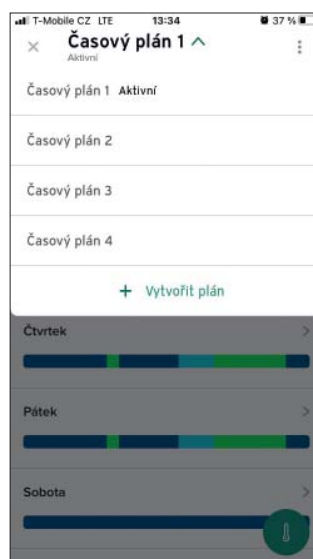 T-Mobile CZ LTE 13:34 37 %
Časový plán 1
Aktivní
Časový plán 1 Aktivní
Časový plán 2
Časový plán 3
Časový plán 4
+ Vytvořit plán
Čtvrtek
Pátek
Sobota